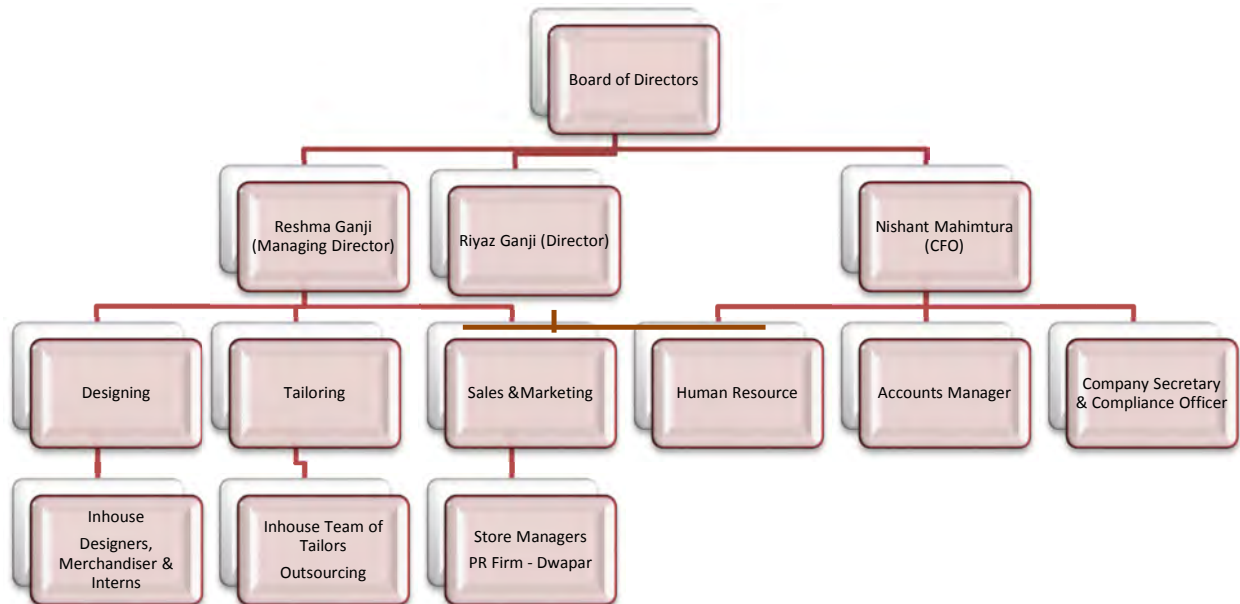 Board of Directors
Reshma Ganji
(Managing Director)
Riyaz Ganji (Director)
Nishant Mahimtura
(CFO)
Designing
Tailoring
Sales &Marketing
Human Resource
Accounts Manager
Company Secretary
& Compliance Officer
Inhouse
Designers,
Merchandiser &
Interns
Inhouse Team of
Tailors
Outsourcing
Store Managers
PR Firm - Dwapar